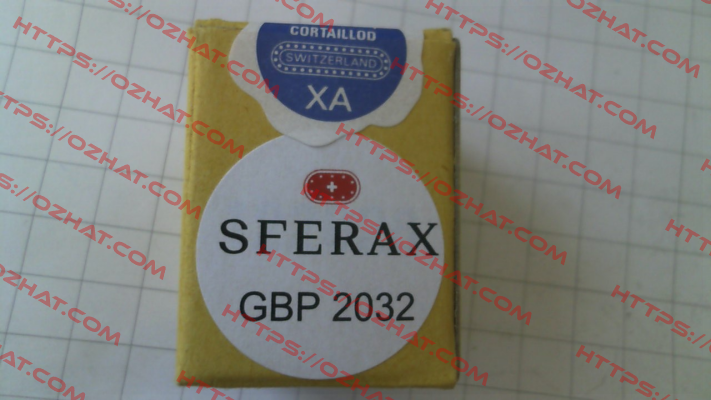 CORTAILLOD
SWITZERLAND
XA
SFERAX
GBP 2032
HTTPS://OZHAT.COM